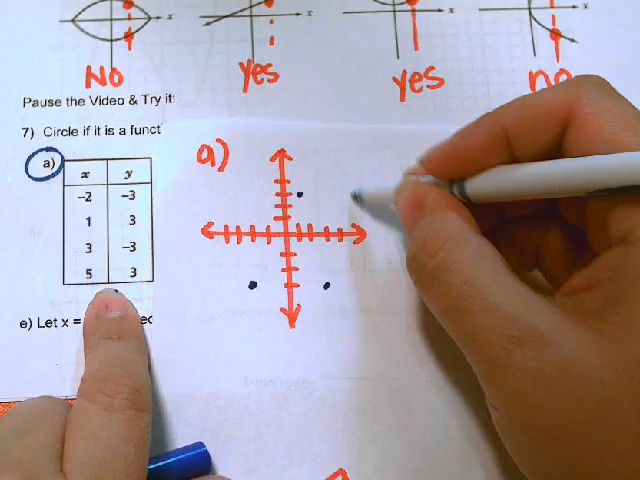 x x x x
NO yes yes no
Pause the Video & Try it
7) Circle if it is a funct
a) a)
x y
-2 -3
1 3
3 -3
5 3
e) Let x =